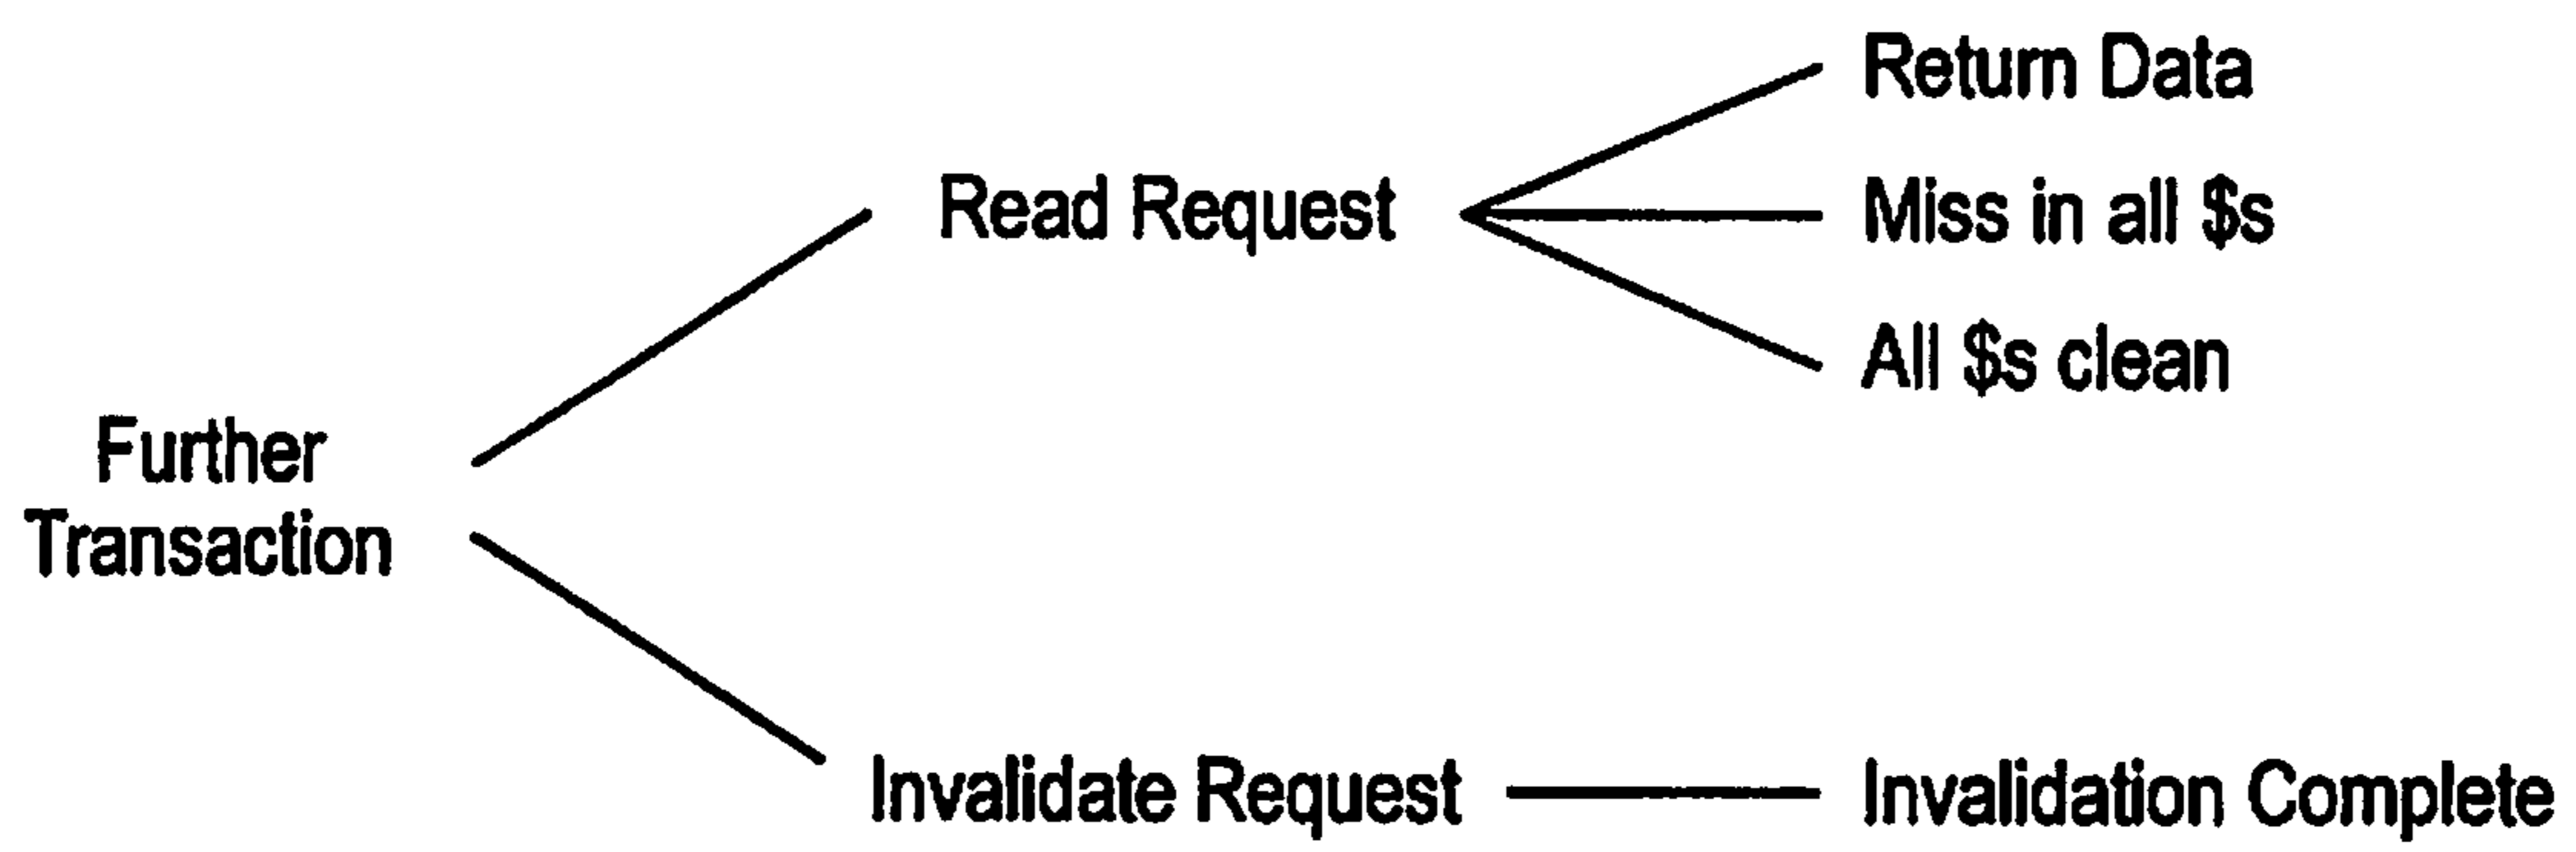 Return Data
Read Request
Miss in all $s
All $s clean
Further
Transaction
Invalidate Request
Invalidation Complete